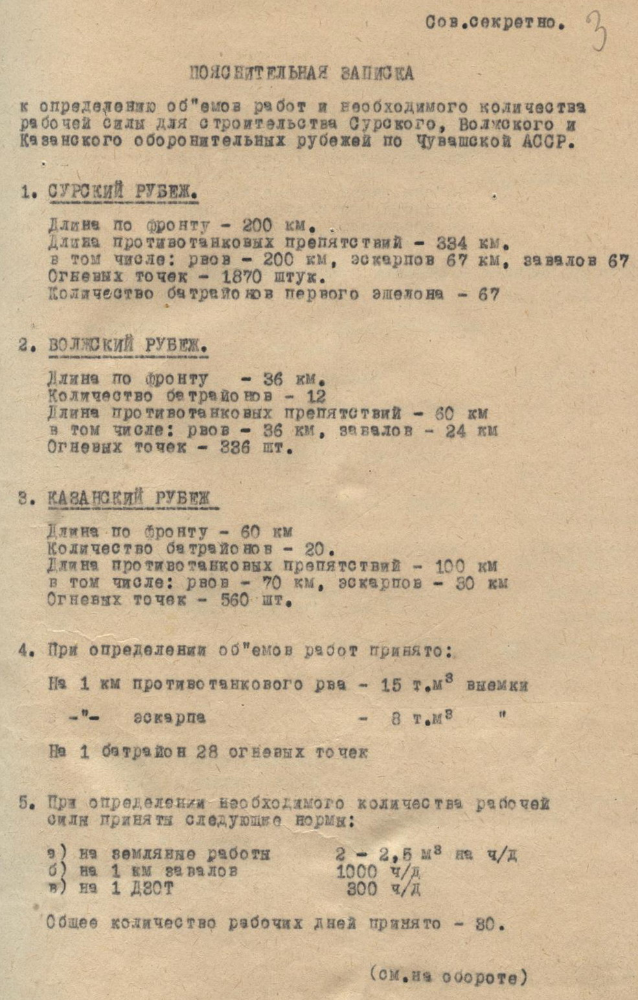 Сов.секретно. 3
ПОЯСНИТЕЛЬНАЯ ЗАПИСКА
к определению об"емов работ и необходимого количества
рабочей силы для строительства Сурского, Волжского и
Казанского оборонительных рубежей по Чувашской АССР.
1. СУРСКИЙ РУБЕЖ.
Длина по фронту - 200 км.
Длина противотанковых препятствий - 334 км.
в том числе: рвов - 200 км, эскарпов 67 км, завалов 67
Огневых точек - 1870 штук.
Количество батрайонов первого эшелона - 67
2. ВОЛЖСКИЙ РУБЕЖ.
Длина по фронту - 36 км.
Количество батрайонов - 12
Длина противотанковых препятствий - 60 км
в том числе: рвов - 36 км, завалов - 24 км
Огневых точек - 336 шт.
3. КАЗАНСКИЙ РУБЕЖ
Длина по фронту - 60 км
Количество батрайонов - 20.
Длина противотанковых препятствий - 100 км
в том числе: рвов - 70 км, эскарпов - 30 км
Огневых точек - 560 шт.
4. При определении об"емов работ принято:
На 1 км противотанкового рва - 15 т.м³ выемки
-"- эскарпа - 8 т.м³ "
На 1 батрайон 28 огневых точек
5. При определении необходимого количества рабочей
силы приняты следующие нормы:
а) на земляные работы 2 - 2,5 м³ на ч/д
б) на 1 км завалов 1000 ч/д
в) на 1 ДЗОТ 300 ч/д
Общее количество рабочих дней принято - 30.
(см.на обороте)